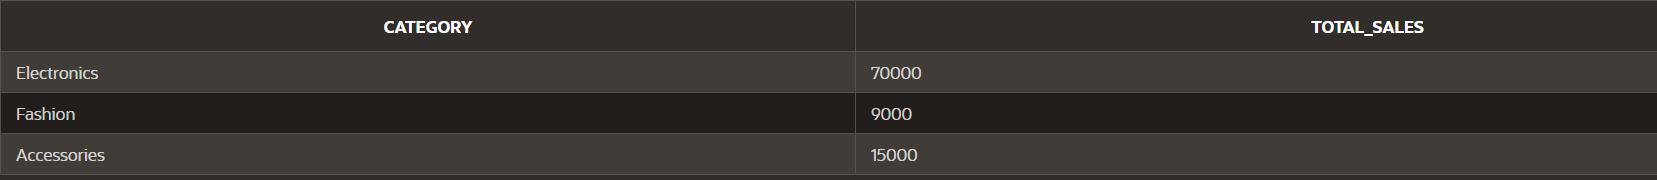 CATEGORY TOTAL_SALES
Electronics 70000
Fashion 9000
Accessories 15000